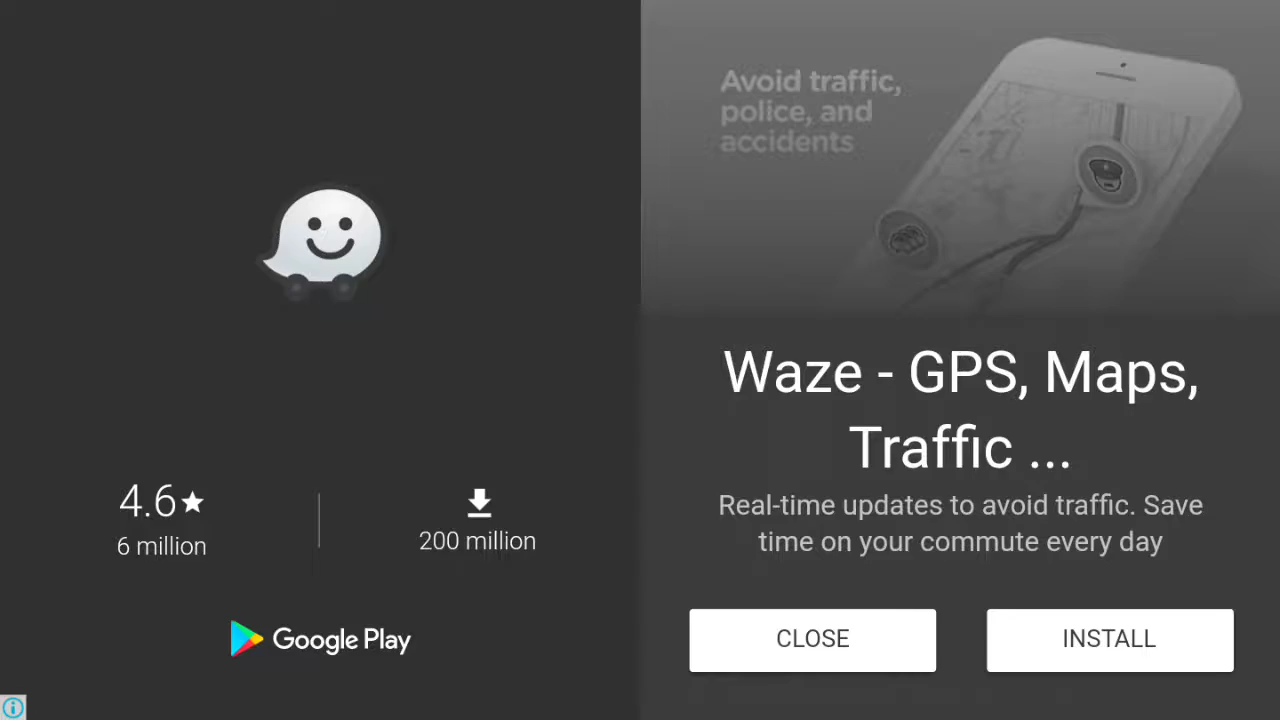 Avoid traffic,
police, and
accidents
Waze - GPS, Maps,
Traffic ...
Real-time updates to avoid traffic. Save
time on your commute every day
4.6★
6 million
200 million
Google Play
CLOSE
INSTALL